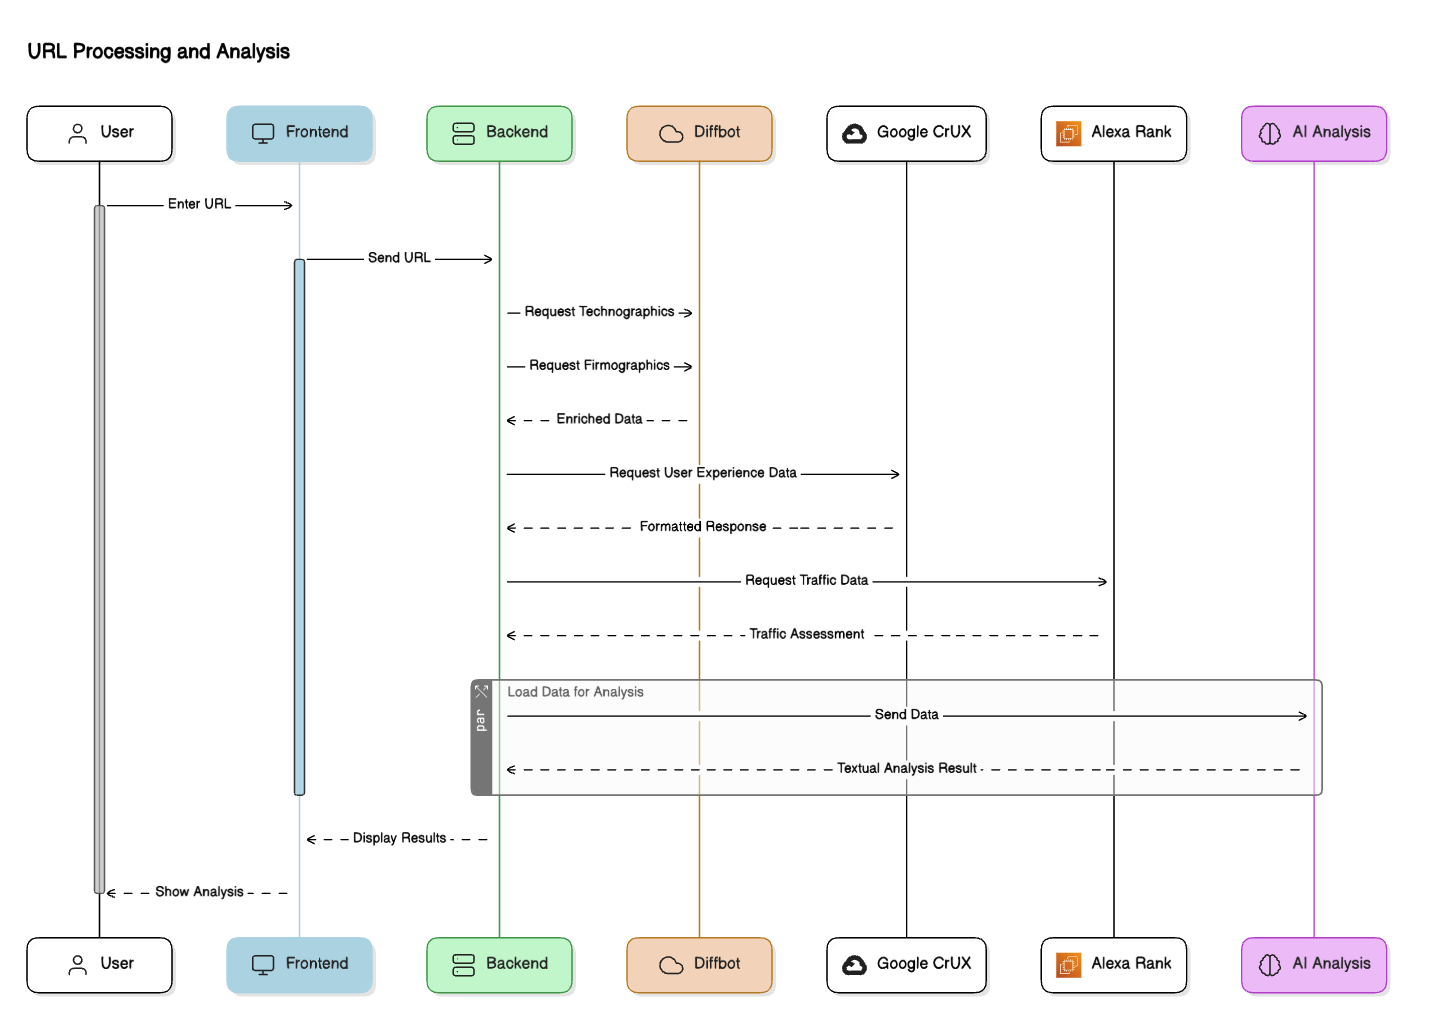 URL Processing and Analysis
User
Frontend
Backend
Diffbot
Google CrUX
Alexa Rank
AI Analysis
Enter URL
Send URL
Request Technographics
Request Firmographics
Enriched Data
Request User Experience Data
Formatted Response
Request Traffic Data
Traffic Assessment
par
Load Data for Analysis
Send Data
Textual Analysis Result
Display Results
Show Analysis
User
Frontend
Backend
Diffbot
Google CrUX
Alexa Rank
AI Analysis